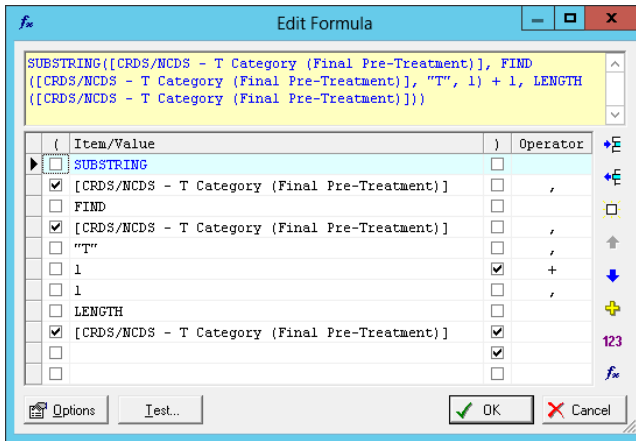 Edit Formula
SUBSTRING([CRDS/NCDS - T Category (Final Pre-Treatment)], FIND
([CRDS/NCDS - T Category (Final Pre-Treatment)], "T", 1) + 1, LENGTH
([CRDS/NCDS - T Category (Final Pre-Treatment)]))
( Item/Value ) Operator
SUBSTRING
[CRDS/NCDS - T Category (Final Pre-Treatment)] ,
FIND
[CRDS/NCDS - T Category (Final Pre-Treatment)] ,
"T" ,
1 +
1 ,
LENGTH
[CRDS/NCDS - T Category (Final Pre-Treatment)]
123
fx
Options Test... OK Cancel